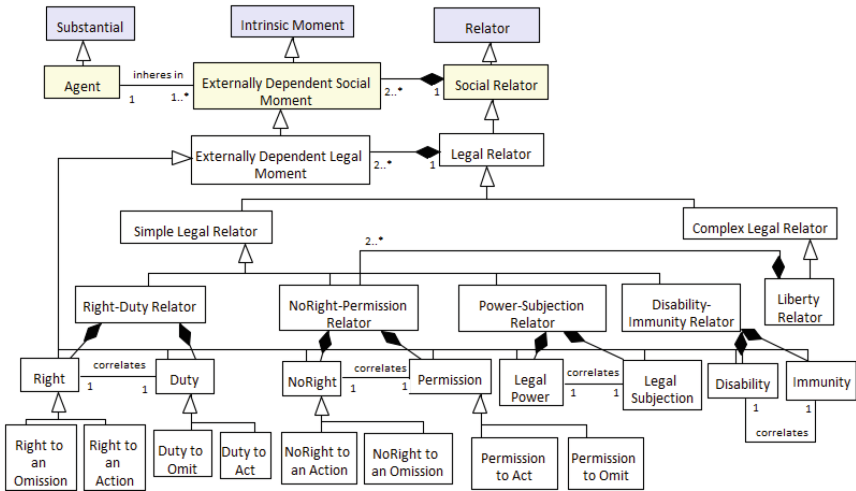 Substantial
Intrinsic Moment
Relator
Agent
inheres in
1
1..*
Externally Dependent Social
Moment
2..*
1
Social Relator
Externally Dependent Legal
Moment
2..*
1
Legal Relator
Simple Legal Relator
Complex Legal Relator
2..*
Right-Duty Relator
NoRight-Permission
Relator
Power-Subjection
Relator
Disability-
Immunity Relator
Liberty
Relator
Right
correlates
1
1
Duty
NoRight
correlates
1
1
Permission
Legal
Power
correlates
1
1
Legal
Subjection
Disability
Immunity
1
1
correlates
Right to
an
Omission
Right to
an
Action
Duty to
Omit
Duty to
Act
NoRight to
an Action
NoRight to
an Omission
Permission
to Act
Permission
to Omit